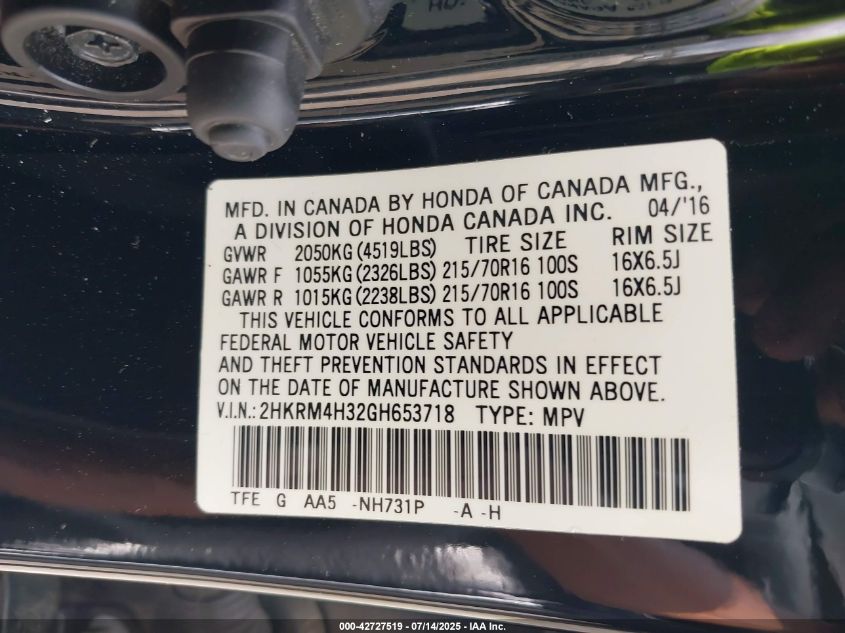 MFD. IN CANADA BY HONDA OF CANADA MFG.,
A DIVISION OF HONDA CANADA INC. 04/'16
GVWR 2050KG (4519LBS) TIRE SIZE RIM SIZE
GAWR F 1055KG (2326LBS) 215/70R16 100S 16X6.5J
GAWR R 1015KG (2238LBS) 215/70R16 100S 16X6.5J
THIS VEHICLE CONFORMS TO ALL APPLICABLE
FEDERAL MOTOR VEHICLE SAFETY
AND THEFT PREVENTION STANDARDS IN EFFECT
ON THE DATE OF MANUFACTURE SHOWN ABOVE.
V.I.N.: 2HKRM4H32GH653718 TYPE: MPV
TFE G AA5 -NH731P -A -H
000-42727519 - 07/14/2025 - IAA Inc.